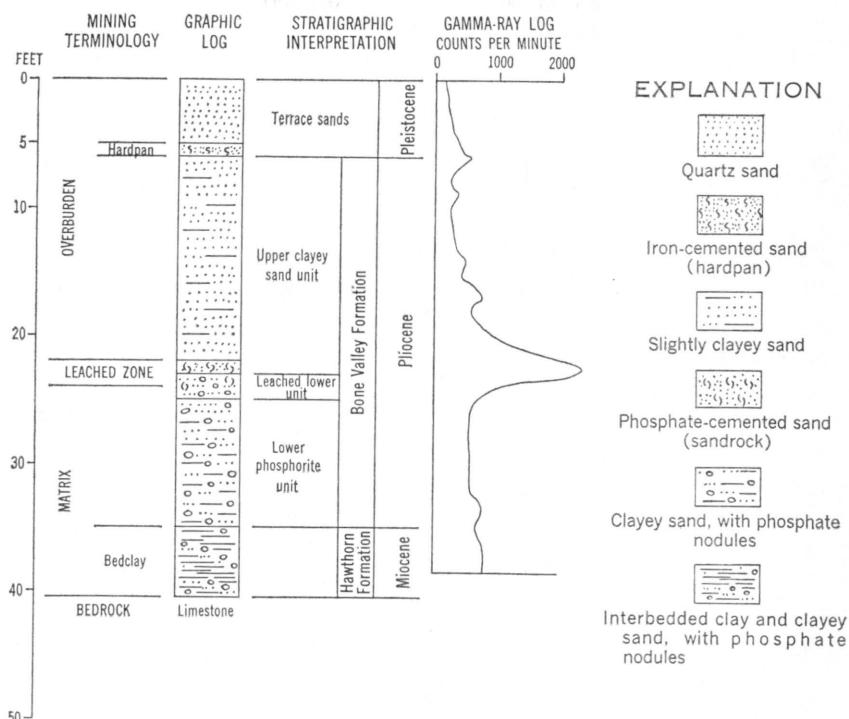 MINING
TERMINOLOGY
GRAPHIC
LOG
STRATIGRAPHIC
INTERPRETATION
GAMMA-RAY LOG
COUNTS PER MINUTE
FEET
0
5
10
20
30
40
50
0
1000
2000
OVERBURDEN
Hardpan
LEACHED ZONE
MATRIX
Bedclay
BEDROCK
Limestone
Terrace sands
Upper clayey
sand unit
Leached lower
unit
Lower
phosphorite
unit
Bone Valley Formation
Hawthorn
Formation
Pleistocene
Pliocene
Miocene
EXPLANATION
Quartz sand
Iron-cemented sand
(hardpan)
Slightly clayey sand
Phosphate-cemented sand
(sandrock)
Clayey sand, with phosphate
nodules
Interbedded clay and clayey
sand, with phosphate
nodules